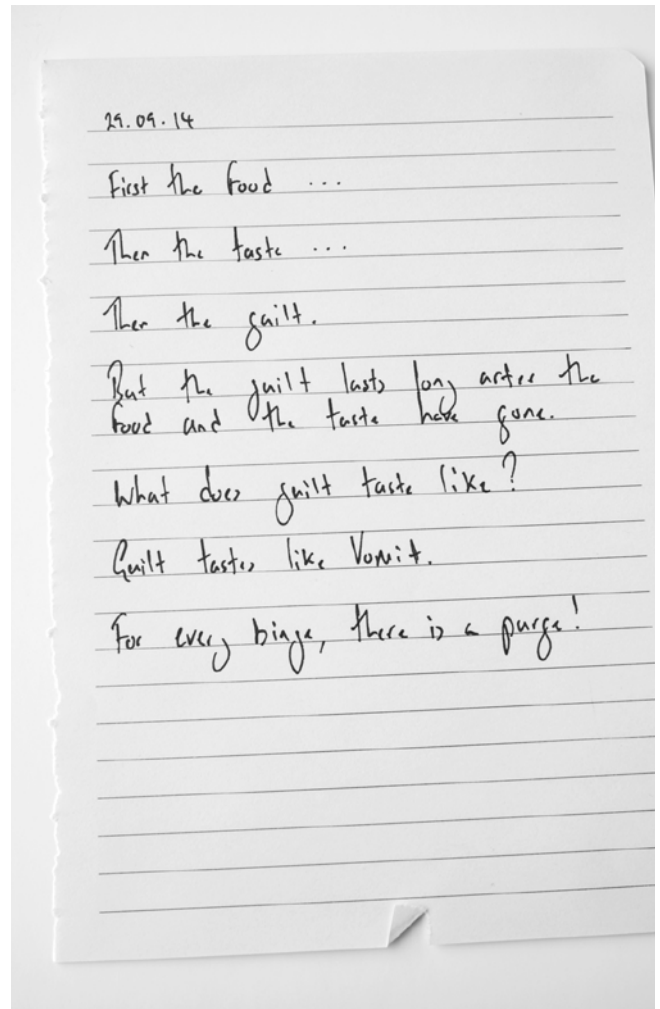 29.09.14
First the food ...
Then the taste ...
Then the guilt.
But the guilt lasts long after the
food and the taste have gone.
What does guilt taste like?
Guilt tastes like Vomit.
For every binge, there is a purge!